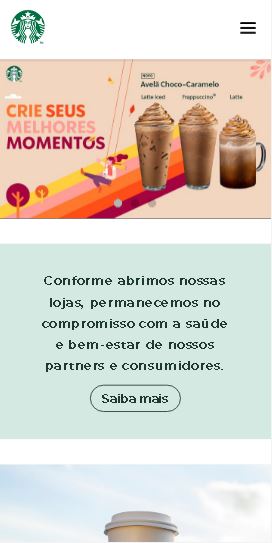 NOVO
Avelã Choco-Caramelo
Latte Iced Frappuccino® Latte
CRIE SEUS
MELHORES
MOMENTOS
Conforme abrimos nossas
lojas, permanecemos no
compromisso com a saúde
e bem-estar de nossos
partners e consumidores.
Saiba mais